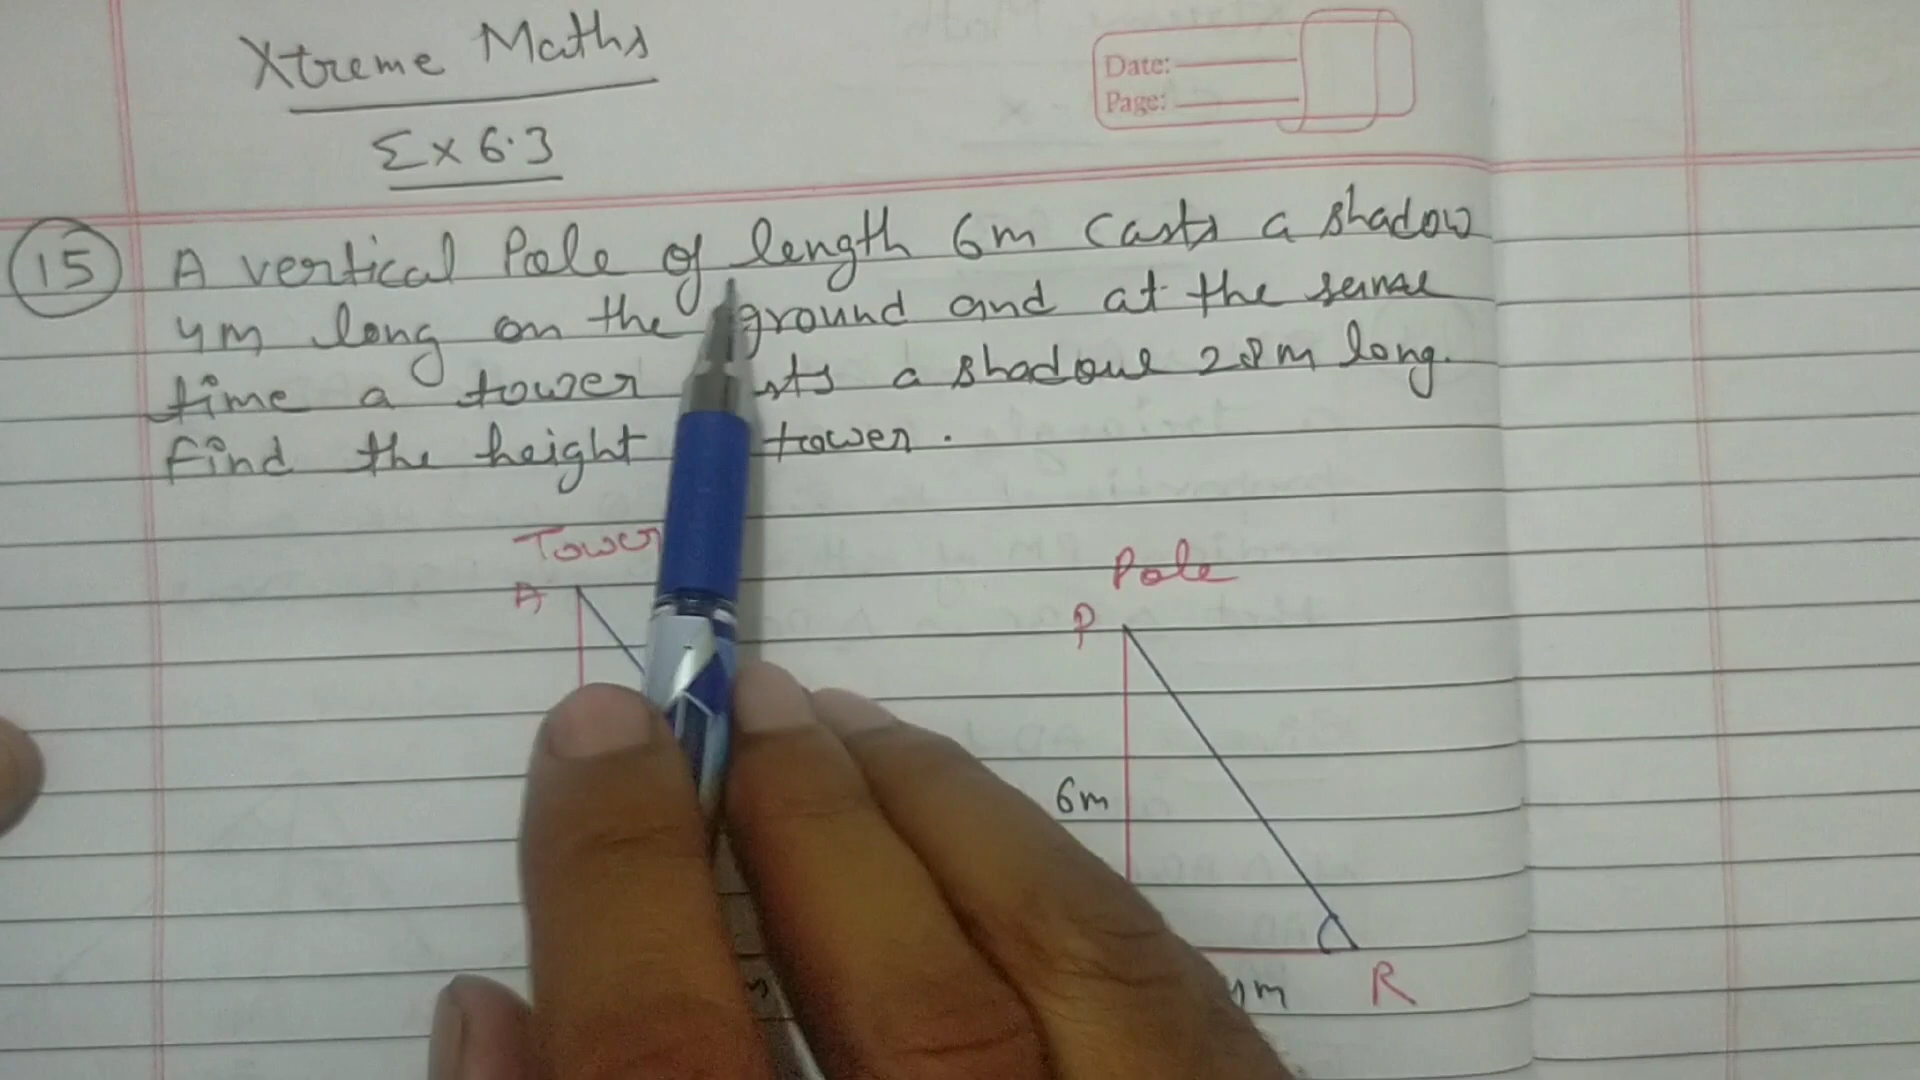 Xtreme Maths
Date:
Page:
Ex 6.3
15 A vertical Pole of length 6m casts a shadow
4m long on the ground and at the same
time a tower a shadow 28m long.
find the height tower.
Tower
Pole
A
P
6m
m R